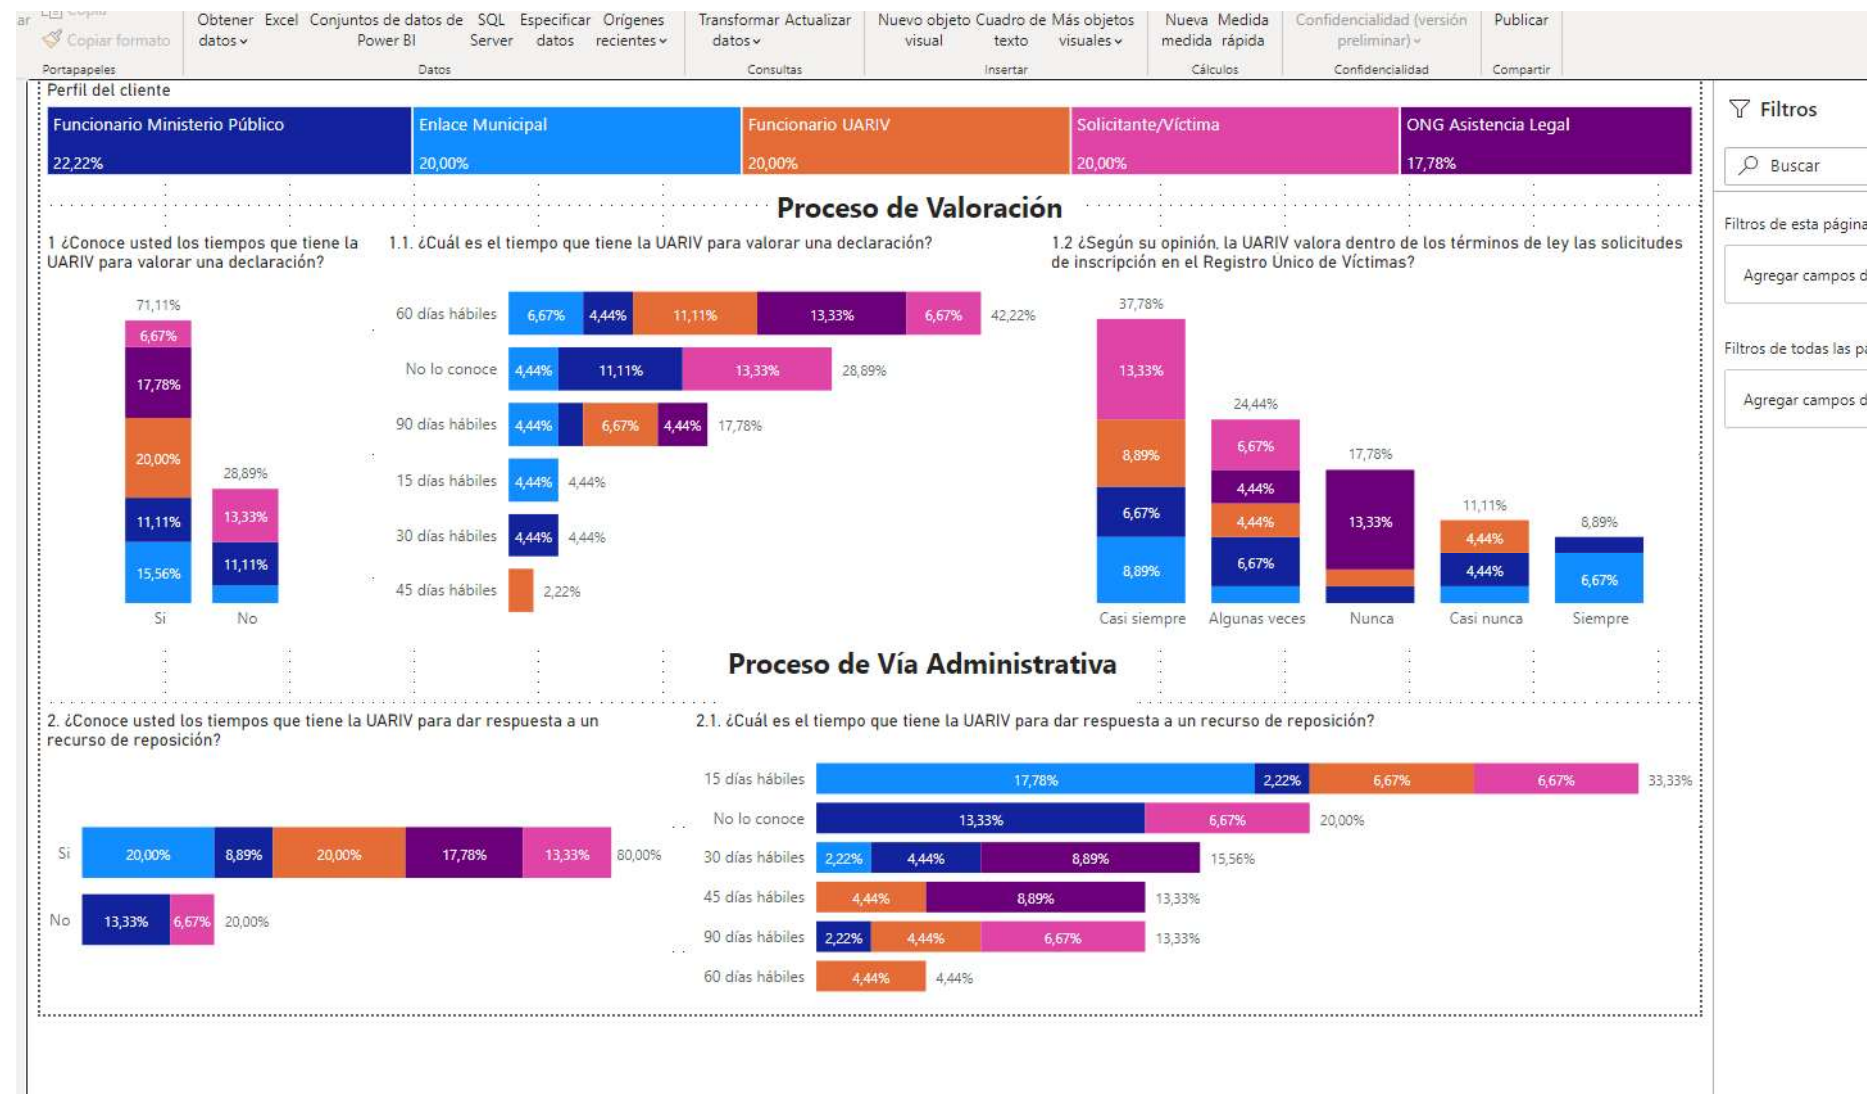 ar Copia
Copiar formato
Obtener datos
Excel
Conjuntos de datos de Power BI
SQL Server
Especificar datos
Orígenes recientes
Transformar datos
Actualizar
Nuevo objeto visual
Cuadro de texto
Más objetos visuales
Nueva medida
Medida rápida
Confidencialidad (versión preliminar)
Publicar
Portapapeles
Datos
Consultas
Insertar
Cálculos
Confidencialidad
Compartir
Perfil del cliente
Funcionario Ministerio Público
22,22%
Enlace Municipal
20,00%
Funcionario UARIV
20,00%
Solicitante/Víctima
20,00%
ONG Asistencia Legal
17,78%
Proceso de Valoración
1 ¿Conoce usted los tiempos que tiene la
UARIV para valorar una declaración?
71,11%
6,67%
17,78%
20,00%
11,11%
15,56%
28,89%
13,33%
11,11%
Si No
1.1. ¿Cuál es el tiempo que tiene la UARIV para valorar una declaración?
60 días hábiles 6,67% 4,44% 11,11% 13,33% 6,67% 42,22%
No lo conoce 4,44% 11,11% 13,33% 28,89%
90 días hábiles 4,44% 6,67% 4,44% 17,78%
15 días hábiles 4,44% 4,44%
30 días hábiles 4,44% 4,44%
45 días hábiles 2,22%
1.2 ¿Según su opinión, la UARIV valora dentro de los términos de ley las solicitudes
de inscripción en el Registro Único de Víctimas?
37,78%
13,33%
8,89%
6,67%
8,89%
24,44%
6,67%
4,44%
4,44%
6,67%
17,78%
13,33%
11,11%
4,44%
4,44%
8,89%
6,67%
Casi siempre Algunas veces Nunca Casi nunca Siempre
Proceso de Vía Administrativa
2. ¿Conoce usted los tiempos que tiene la UARIV para dar respuesta a un
recurso de reposición?
Si 20,00% 8,89% 20,00% 17,78% 13,33% 80,00%
No 13,33% 6,67% 20,00%
2.1. ¿Cuál es el tiempo que tiene la UARIV para dar respuesta a un recurso de reposición?
15 días hábiles 17,78% 2,22% 6,67% 6,67% 33,33%
No lo conoce 13,33% 6,67% 20,00%
30 días hábiles 2,22% 4,44% 8,89% 15,56%
45 días hábiles 4,44% 8,89% 13,33%
90 días hábiles 2,22% 4,44% 6,67% 13,33%
60 días hábiles 4,44% 4,44%
Filtros
Buscar
Filtros de esta página
Agregar campos d
Filtros de todas las pá
Agregar campos d